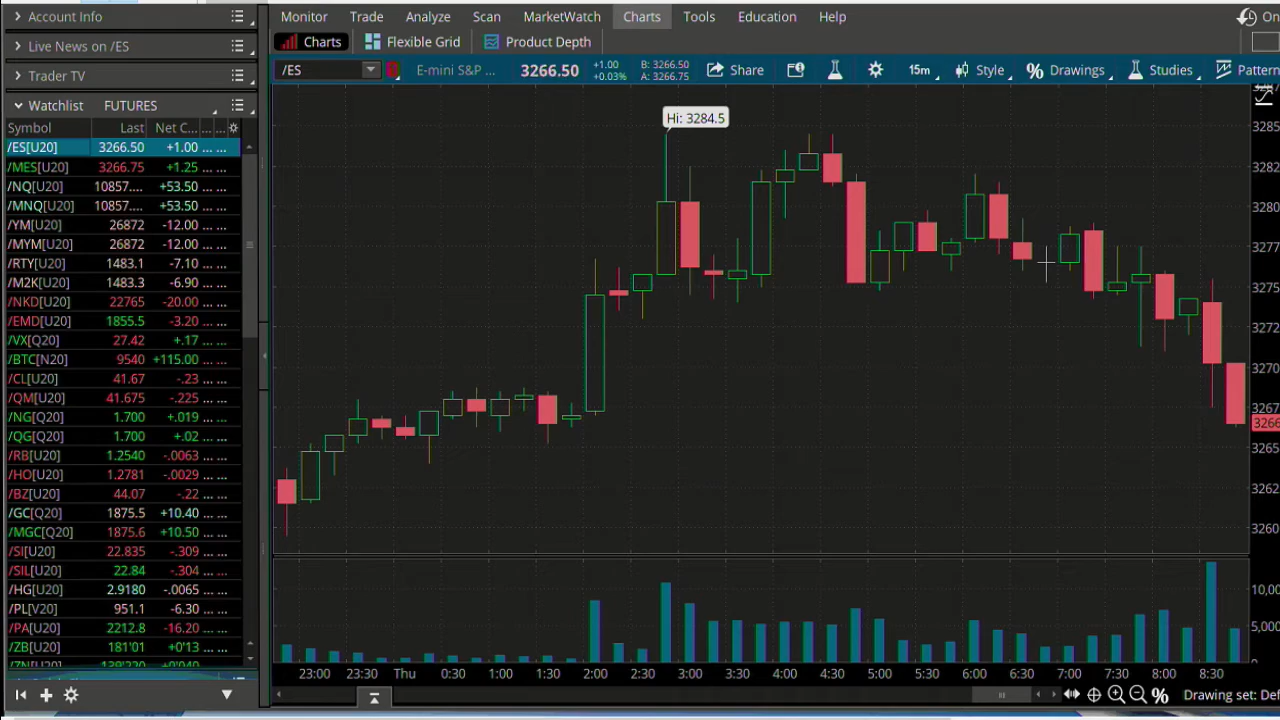 Account Info
Live News on /ES
Trader TV
Watchlist FUTURES
Symbol Last Net C... ... ...
/ES[U20] 3266.50 +1.00 ... ...
/MES[U20] 3266.75 +1.25 ... ...
/NQ[U20] 10857.... +53.50 ... ...
/MNQ[U20] 10857.... +53.50 ... ...
/YM[U20] 26872 -12.00 ... ...
/MYM[U20] 26872 -12.00 ... ...
/RTY[U20] 1483.1 -7.10 ... ...
/M2K[U20] 1483.3 -6.90 ... ...
/NKD[U20] 22765 -20.00 ... ...
/EMD[U20] 1855.5 -3.20 ... ...
/VX[Q20] 27.42 +.17 ... ...
/BTC[N20] 9540 +115.00 ... ...
/CL[U20] 41.67 -.23 ... ...
/QM[U20] 41.675 -.225 ... ...
/NG[Q20] 1.700 +.019 ... ...
/QG[Q20] 1.700 +.02 ... ...
/RB[U20] 1.2540 -.0063 ... ...
/HO[U20] 1.2781 -.0029 ... ...
/BZ[U20] 44.07 -.22 ... ...
/GC[Q20] 1875.5 +10.40 ... ...
/MGC[Q20] 1875.6 +10.50 ... ...
/SI[U20] 22.835 -.309 ... ...
/SIL[U20] 22.84 -.304 ... ...
/HG[U20] 2.9180 -.0065 ... ...
/PL[V20] 951.1 -6.30 ... ...
/PA[U20] 2212.8 -16.20 ... ...
/ZB[U20] 181'01 +0'13 ... ...
/ZN[U20] 139'220 +0'040 ... ...
Monitor Trade Analyze Scan MarketWatch Charts Tools Education Help
On
Charts Flexible Grid Product Depth
/ES E-mini S&P ... 3266.50 +1.00 +0.03% B: 3266.50 A: 3266.75 Share 15m Style Drawings Studies Pattern
Hi: 3284.5
3285
3282
3280
3277
3275
3272
3270
3267
3266
3265
3262
3260
10,00
5,00
23:00 23:30 Thu 0:30 1:00 1:30 2:00 2:30 3:00 3:30 4:00 4:30 5:00 5:30 6:00 6:30 7:00 7:30 8:00 8:30
Drawing set: Def